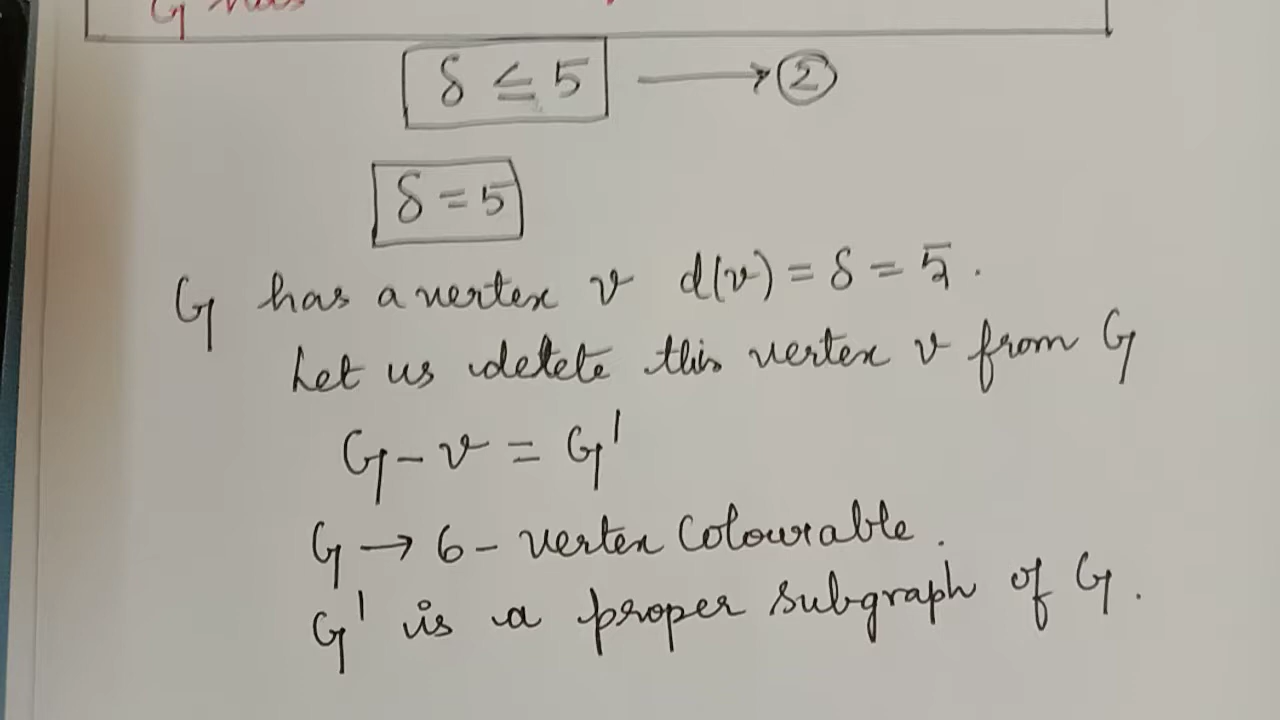 G has
δ ≤ 5 → ②
δ = 5
G has a vertex v d(v) = δ = 5.
Let us delete this vertex v from G
G - v = G'
G → 6 - vertex colourable.
G' is a proper subgraph of G.